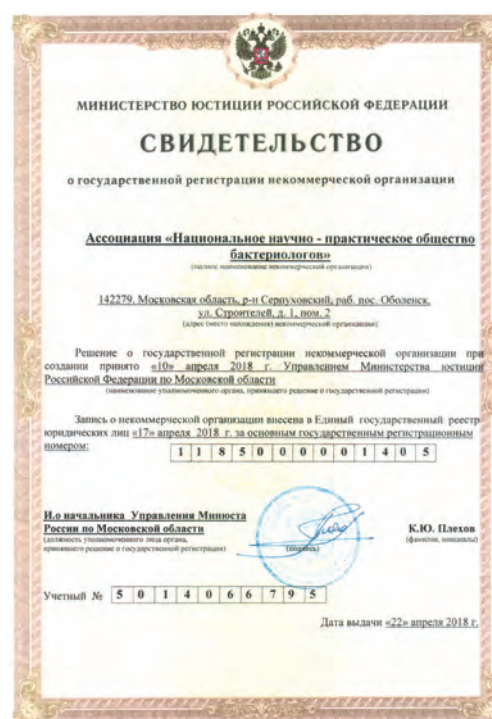 МИНИСТЕРСТВО ЮСТИЦИИ РОССИЙСКОЙ ФЕДЕРАЦИИ
СВИДЕТЕЛЬСТВО
о государственной регистрации некоммерческой организации
Ассоциация «Национальное научно - практическое общество
бактериологов»
(полное наименование некоммерческой организации)
142279, Московская область, р-н Серпуховский, раб. пос. Оболенск,
ул. Строителей, д. 1, пом. 2
(адрес (место нахождения) некоммерческой организации)
Решение о государственной регистрации некоммерческой организации при
создании принято «10» апреля 2018 г. Управлением Министерства юстиции
Российской Федерации по Московской области
(наименование уполномоченного органа, принявшего решение о государственной регистрации)
Запись о некоммерческой организации внесена в Единый государственный реестр
юридических лиц «17» апреля 2018 г. за основным государственным регистрационным
номером: 1 1 8 5 0 0 0 0 0 1 4 0 5
И.о начальника Управления Минюста
России по Московской области
(должность уполномоченного лица органа,
принявшего решение о государственной регистрации)
(подпись)
К.Ю. Плехов
(фамилия, инициалы)
Учетный № 5 0 1 4 0 6 6 7 9 5
Дата выдачи «22» апреля 2018 г.